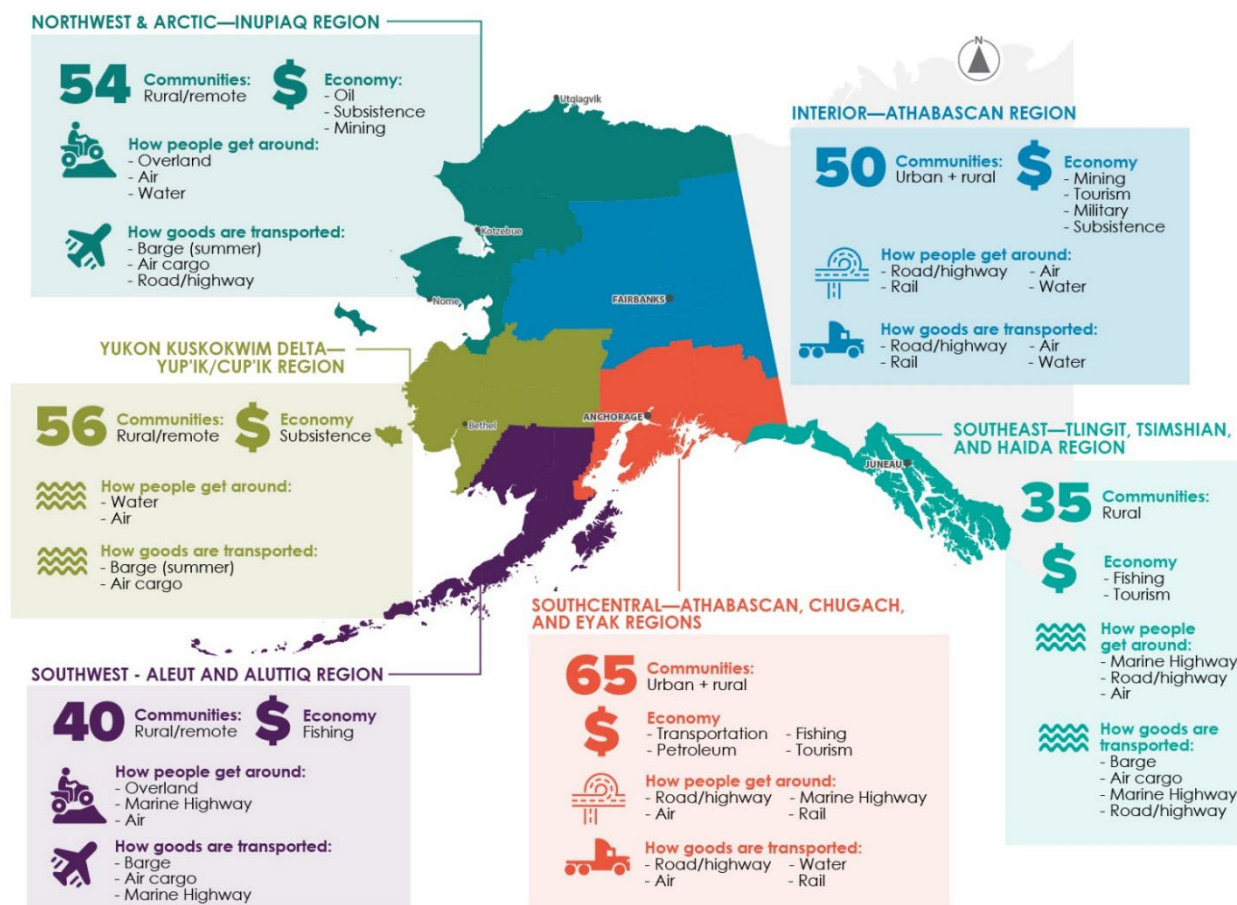 NORTHWEST & ARCTIC—INUPIAQ REGION
54 Communities:
Rural/remote
$ Economy:
- Oil
- Subsistence
- Mining
How people get around:
- Overland
- Air
- Water
How goods are transported:
- Barge (summer)
- Air cargo
- Road/highway
N
Utqiagvik
Kotzebue
Nome
FAIRBANKS
Bethel
ANCHORAGE
JUNEAU
INTERIOR—ATHABASCAN REGION
50 Communities:
Urban + rural
$ Economy
- Mining
- Tourism
- Military
- Subsistence
How people get around:
- Road/highway - Air
- Rail - Water
How goods are transported:
- Road/highway - Air
- Rail - Water
YUKON KUSKOKWIM DELTA—
YUP'IK/CUP'IK REGION
56 Communities:
Rural/remote
$ Economy
Subsistence
How people get around:
- Water
- Air
How goods are transported:
- Barge (summer)
- Air cargo
SOUTHEAST—TLINGIT, TSIMSHIAN,
AND HAIDA REGION
35 Communities:
Rural
$ Economy
- Fishing
- Tourism
How people
get around:
- Marine Highway
- Road/highway
- Air
How goods are
transported:
- Barge
- Air cargo
- Marine Highway
- Road/highway
SOUTHWEST - ALEUT AND ALUTTIQ REGION
40 Communities:
Rural/remote
$ Economy
Fishing
How people get around:
- Overland
- Marine Highway
- Air
How goods are transported:
- Barge
- Air cargo
- Marine Highway
SOUTHCENTRAL—ATHABASCAN, CHUGACH,
AND EYAK REGIONS
65 Communities:
Urban + rural
$ Economy
- Transportation - Fishing
- Petroleum - Tourism
How people get around:
- Road/highway - Marine Highway
- Air - Rail
How goods are transported:
- Road/highway - Water
- Air - Rail